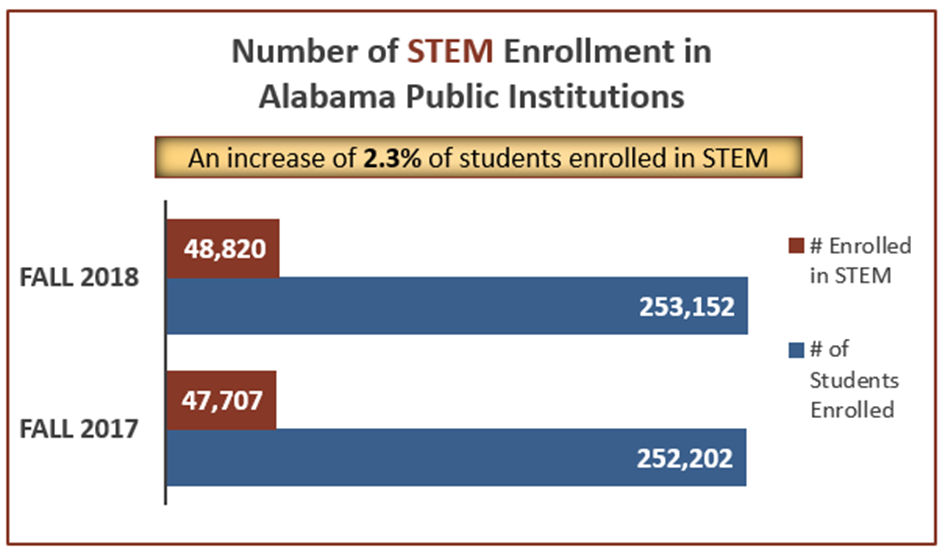 Number of STEM Enrollment in
Alabama Public Institutions
An increase of 2.3% of students enrolled in STEM
FALL 2018
48,820
253,152
FALL 2017
47,707
252,202
# Enrolled
in STEM
# of
Students
Enrolled